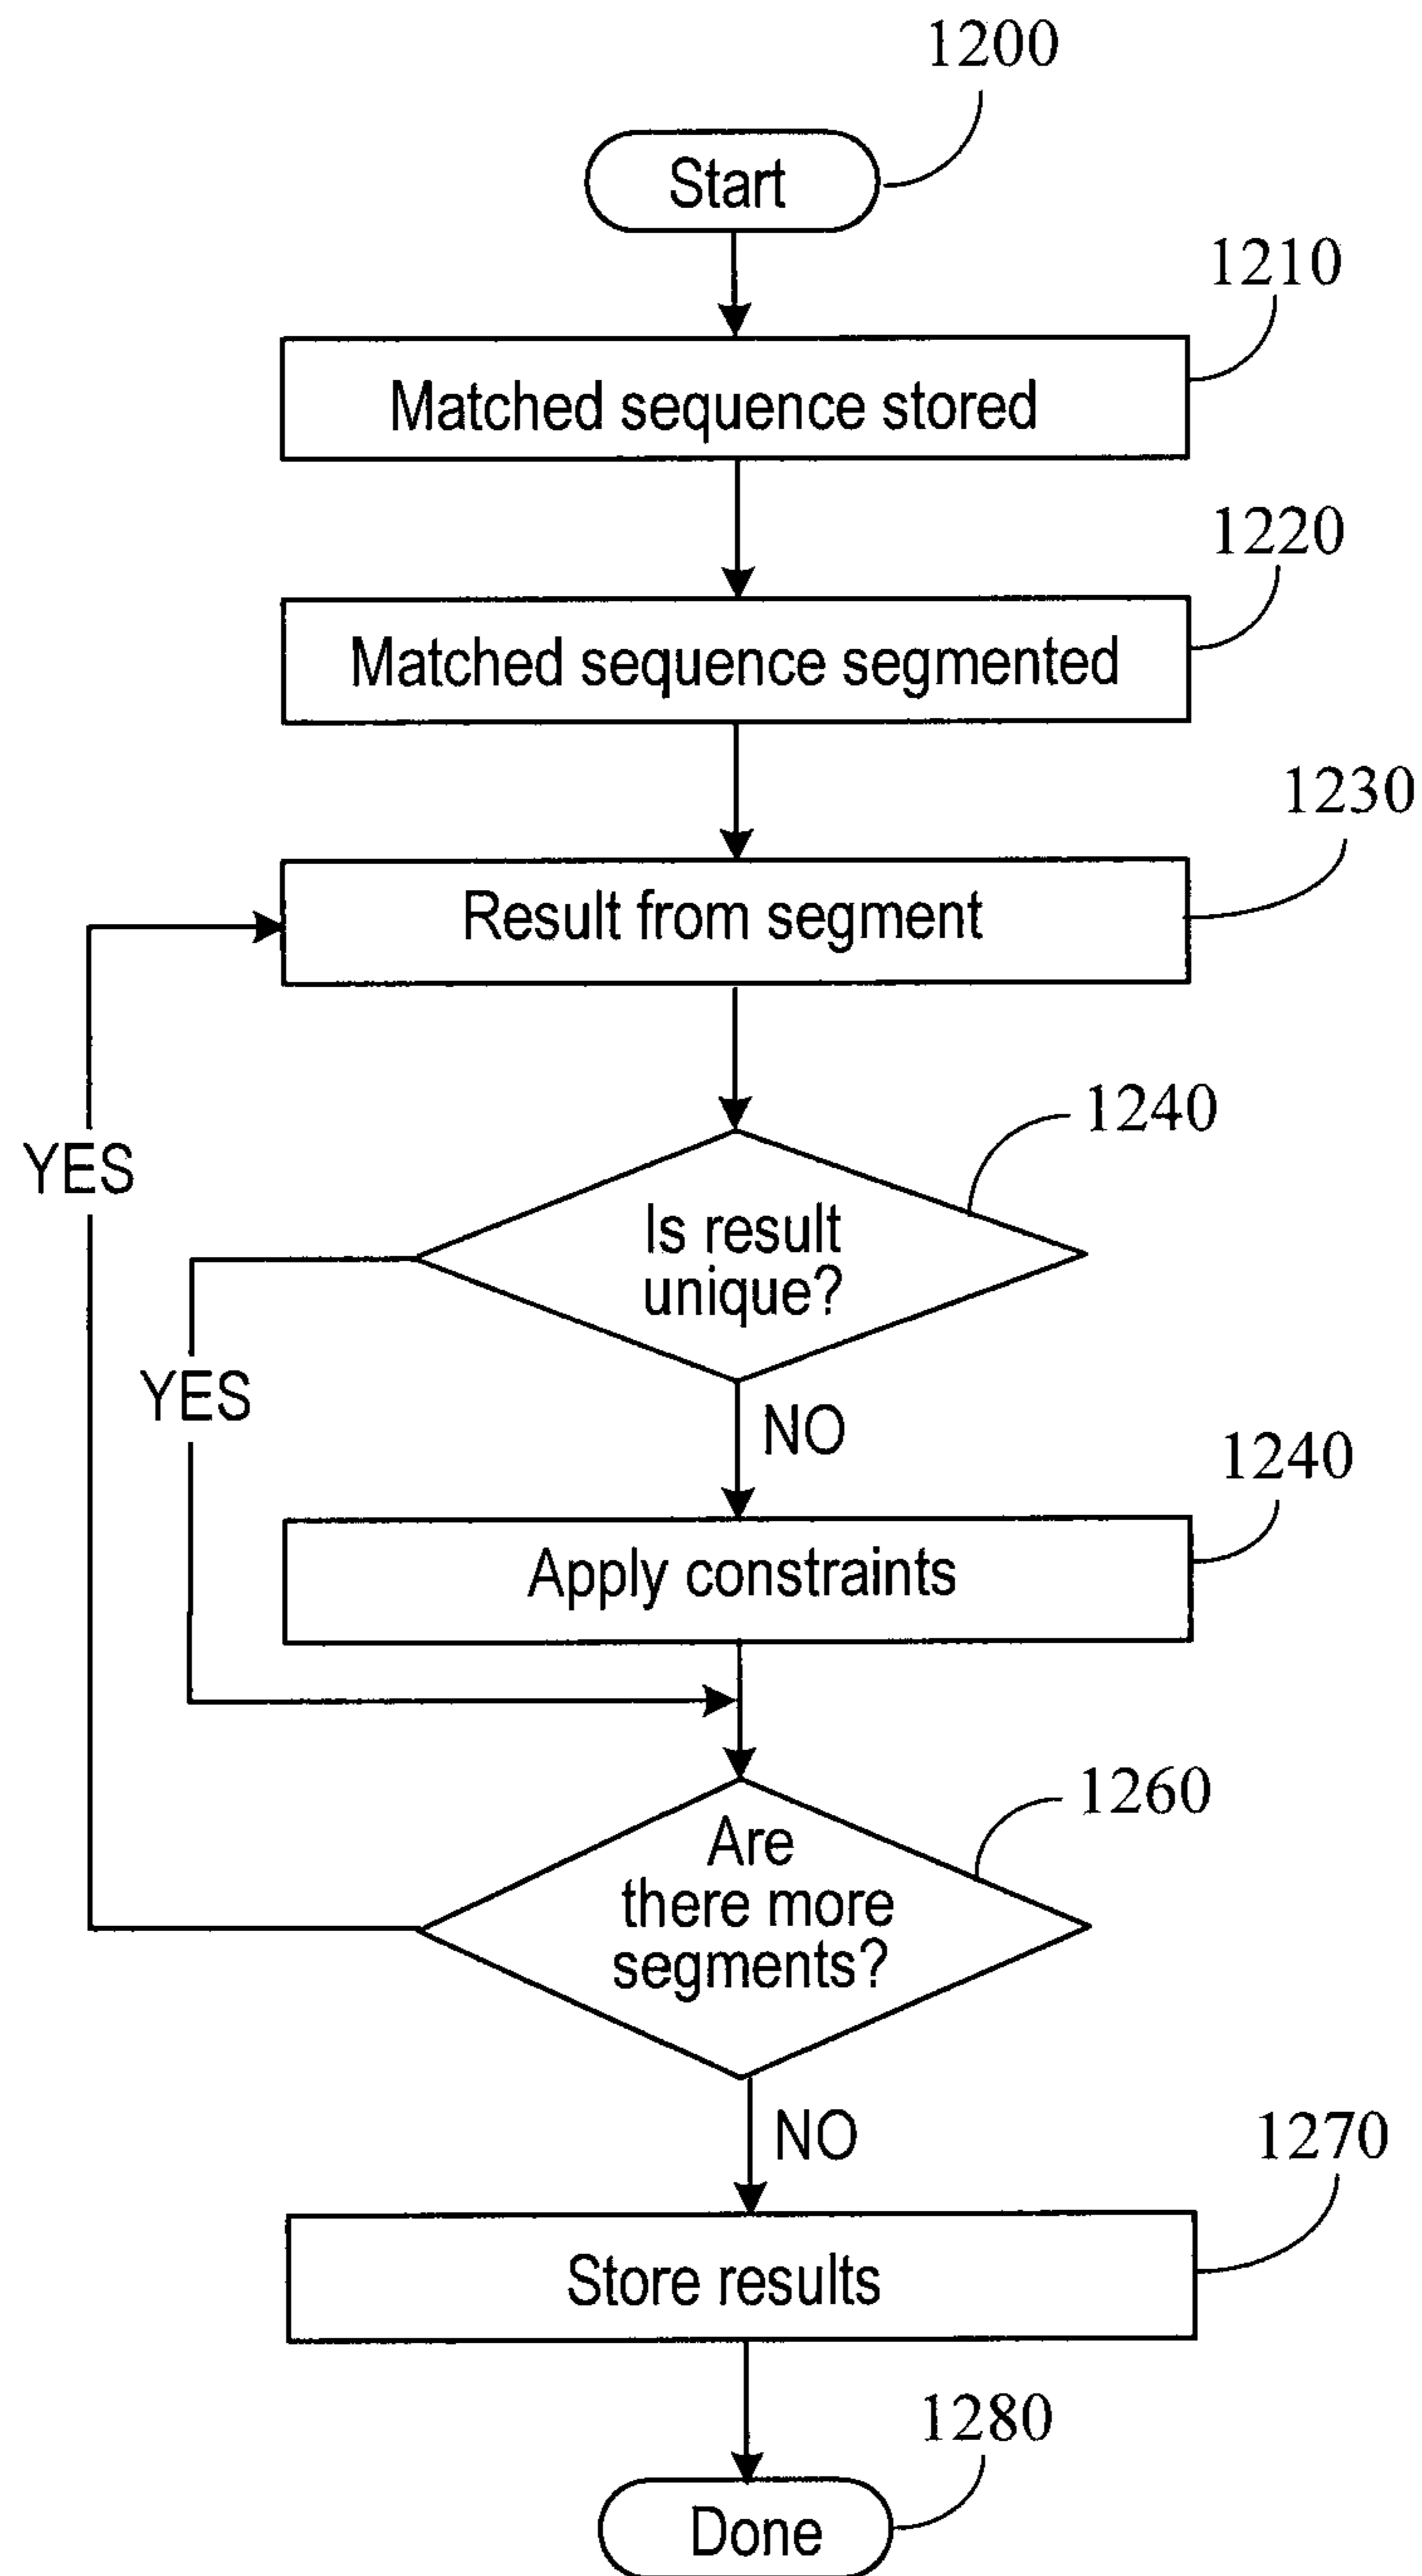 1200
Start
1210
Matched sequence stored
1220
Matched sequence segmented
1230
Result from segment
1240
YES
Is result
unique?
YES
NO
1240
Apply constraints
1260
Are
there more
segments?
NO
1270
Store results
1280
Done